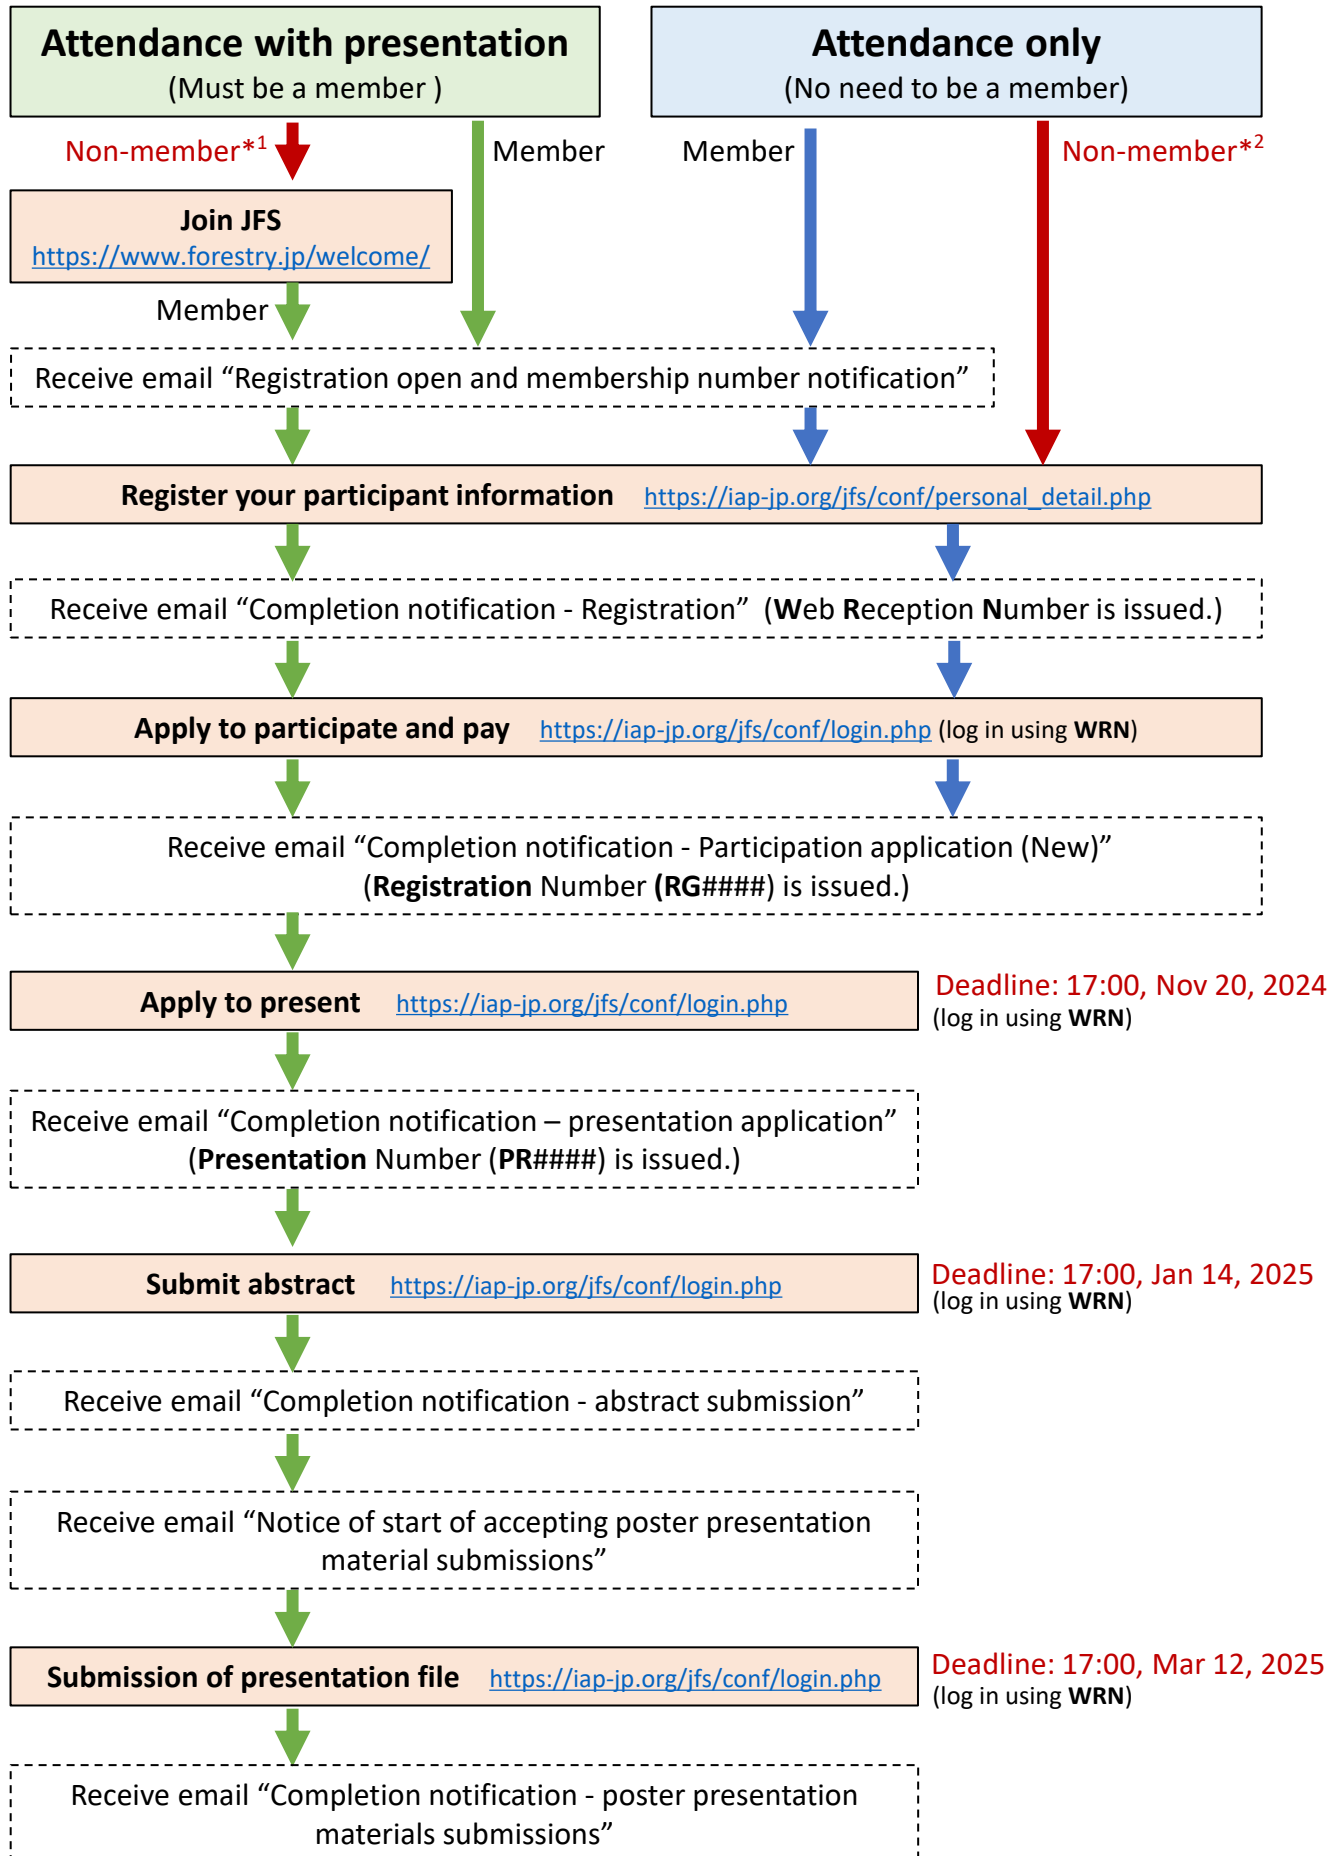 Attendance with presentation
(Must be a member )
Attendance only
(No need to be a member)
Non-member*1
Member
Member
Non-member*2
Join JFS
https://www.forestry.jp/welcome/
Member
Receive email “Registration open and membership number notification”
Register your participant information https://iap-jp.org/jfs/conf/personal_detail.php
Receive email “Completion notification - Registration” (Web Reception Number is issued.)
Apply to participate and pay https://iap-jp.org/jfs/conf/login.php (log in using WRN)
Receive email “Completion notification - Participation application (New)”
(Registration Number (RG####) is issued.)
Apply to present https://iap-jp.org/jfs/conf/login.php
Deadline: 17:00, Nov 20, 2024
(log in using WRN)
Receive email “Completion notification – presentation application”
(Presentation Number (PR####) is issued.)
Submit abstract https://iap-jp.org/jfs/conf/login.php
Deadline: 17:00, Jan 14, 2025
(log in using WRN)
Receive email “Completion notification - abstract submission”
Receive email “Notice of start of accepting poster presentation
material submissions”
Submission of presentation file https://iap-jp.org/jfs/conf/login.php
Deadline: 17:00, Mar 12, 2025
(log in using WRN)
Receive email “Completion notification - poster presentation
materials submissions”